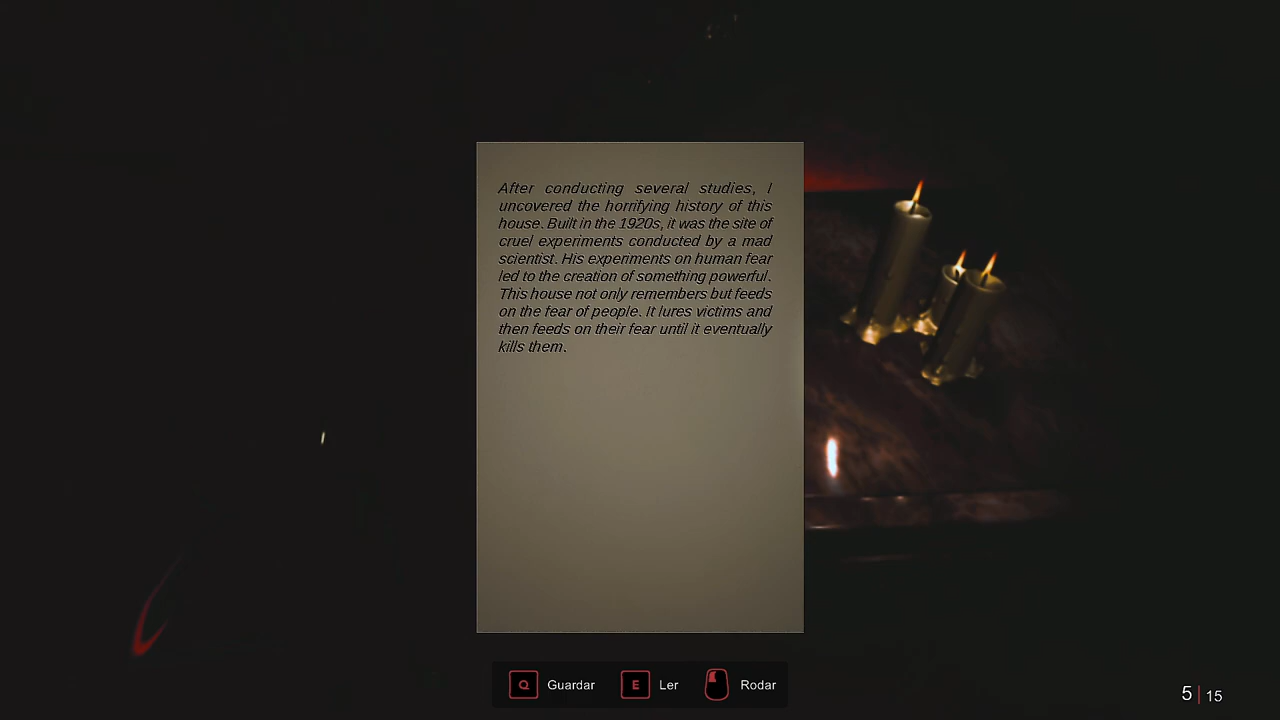 After conducting several studies, I
uncovered the horrifying history of this
house. Built in the 1920s, it was the site of
cruel experiments conducted by a mad
scientist. His experiments on human fear
led to the creation of something powerful.
This house not only remembers but feeds
on the fear of people. It lures victims and
then feeds on their fear until it eventually
kills them.
Q Guardar E Ler Rodar
5 | 15